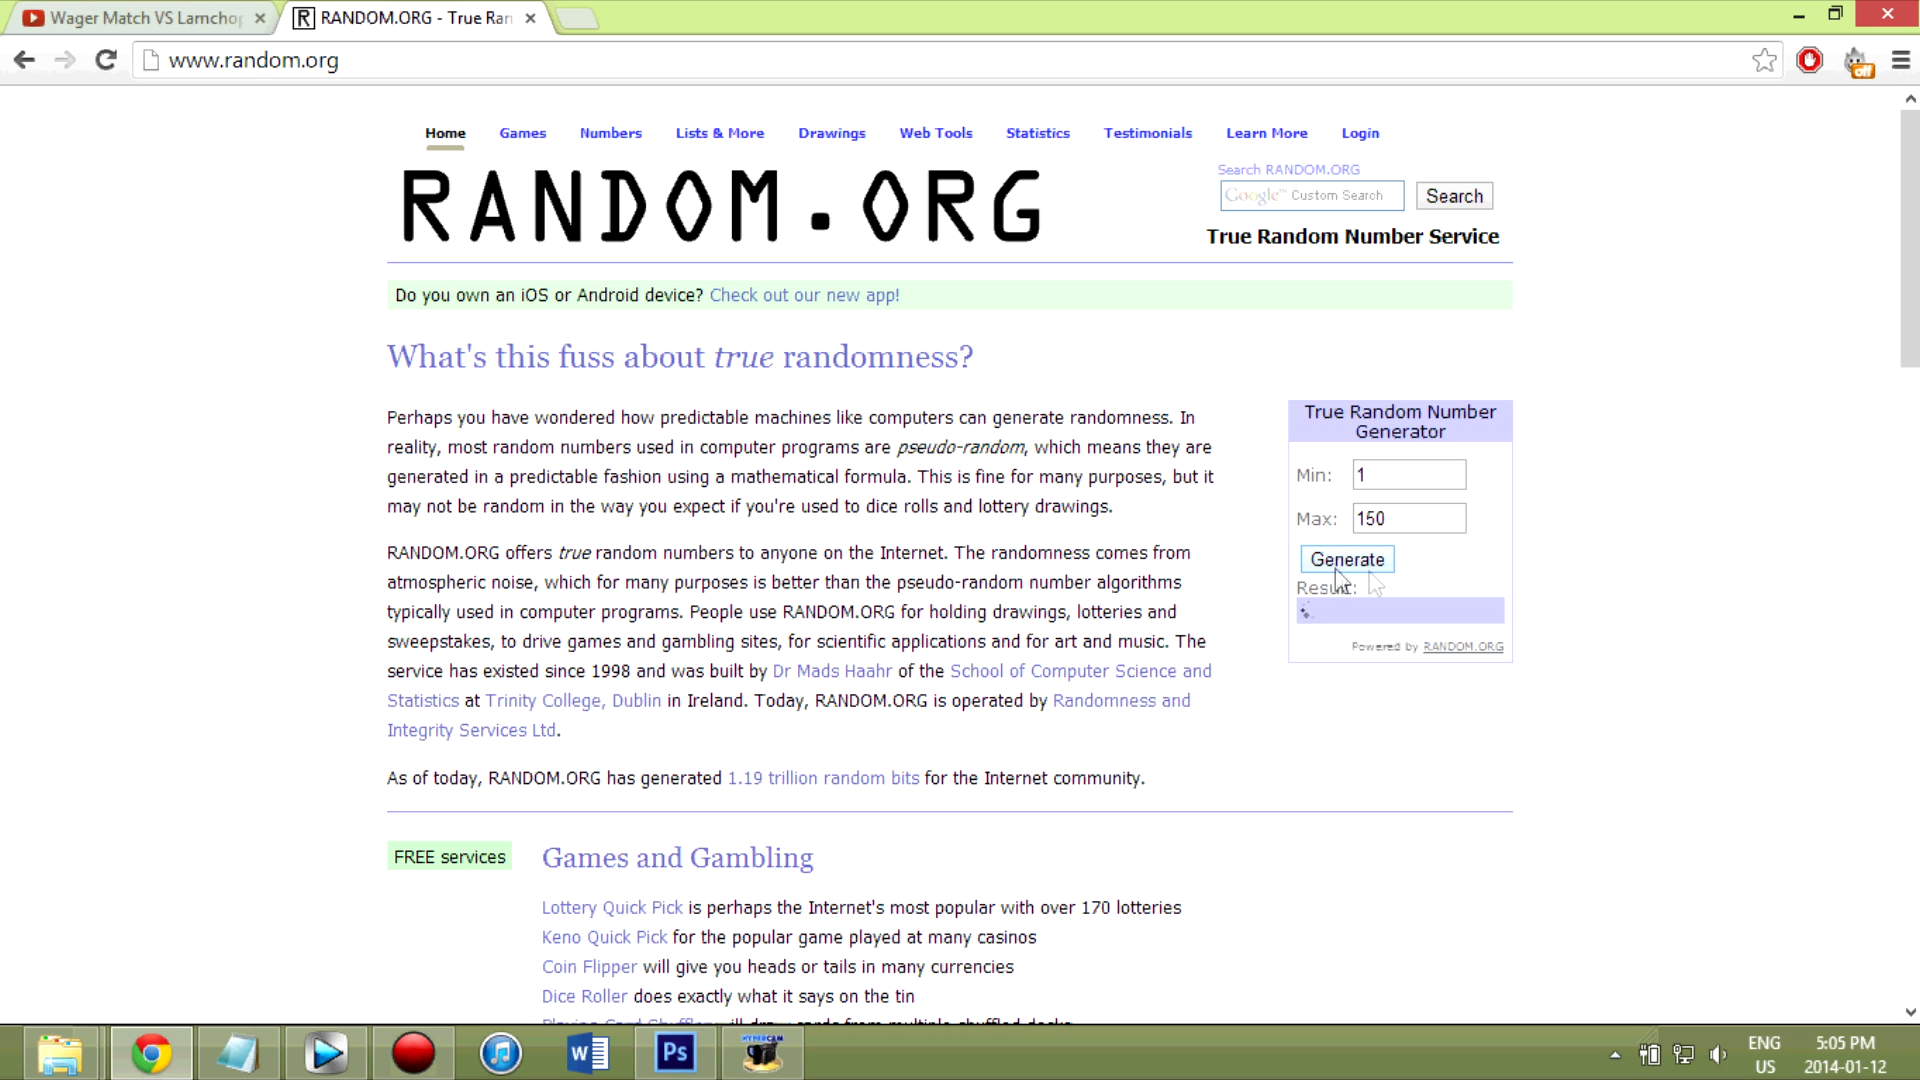 Wager Match VS Lamchop
RANDOM.ORG - True Ran
www.random.org
Home Games Numbers Lists & More Drawings Web Tools Statistics Testimonials Learn More Login
Search RANDOM.ORG
RANDOM.ORG
Google™ Custom Search Search
True Random Number Service
Do you own an iOS or Android device? Check out our new app!
What's this fuss about true randomness?
Perhaps you have wondered how predictable machines like computers can generate randomness. In
reality, most random numbers used in computer programs are pseudo-random, which means they are
generated in a predictable fashion using a mathematical formula. This is fine for many purposes, but it
may not be random in the way you expect if you're used to dice rolls and lottery drawings.
RANDOM.ORG offers true random numbers to anyone on the Internet. The randomness comes from
atmospheric noise, which for many purposes is better than the pseudo-random number algorithms
typically used in computer programs. People use RANDOM.ORG for holding drawings, lotteries and
sweepstakes, to drive games and gambling sites, for scientific applications and for art and music. The
service has existed since 1998 and was built by Dr Mads Haahr of the School of Computer Science and
Statistics at Trinity College, Dublin in Ireland. Today, RANDOM.ORG is operated by Randomness and
Integrity Services Ltd.
As of today, RANDOM.ORG has generated 1.19 trillion random bits for the Internet community.
True Random Number
Generator
Min: 1
Max: 150
Generate
Result:
Powered by RANDOM.ORG
FREE services
Games and Gambling
Lottery Quick Pick is perhaps the Internet's most popular with over 170 lotteries
Keno Quick Pick for the popular game played at many casinos
Coin Flipper will give you heads or tails in many currencies
Dice Roller does exactly what it says on the tin
Playing Card Shuffler will draw cards from multiple shuffled decks
off
W
Ps
HYPERCAM
ENG
US
5:05 PM
2014-01-12